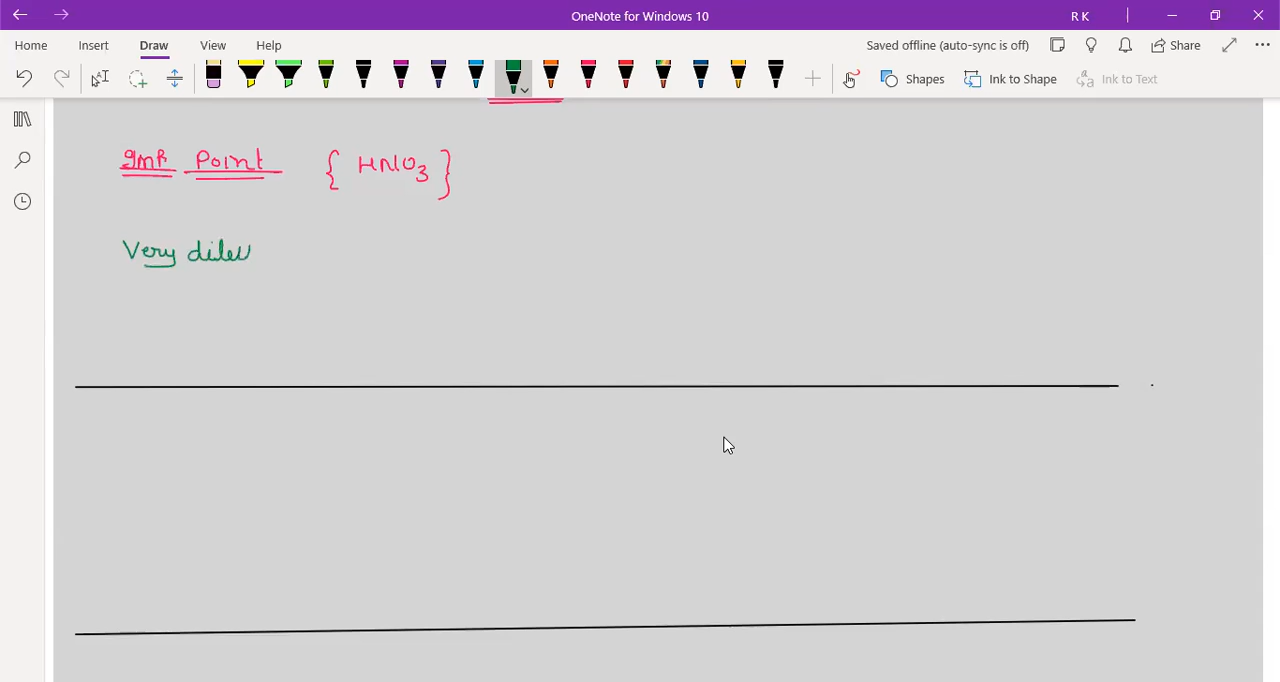 OneNote for Windows 10
R K
Home Insert Draw View Help
Saved offline (auto-sync is off) Share
Shapes Ink to Shape Ink to Text
Imp Point { HNO3 }
Very dilu